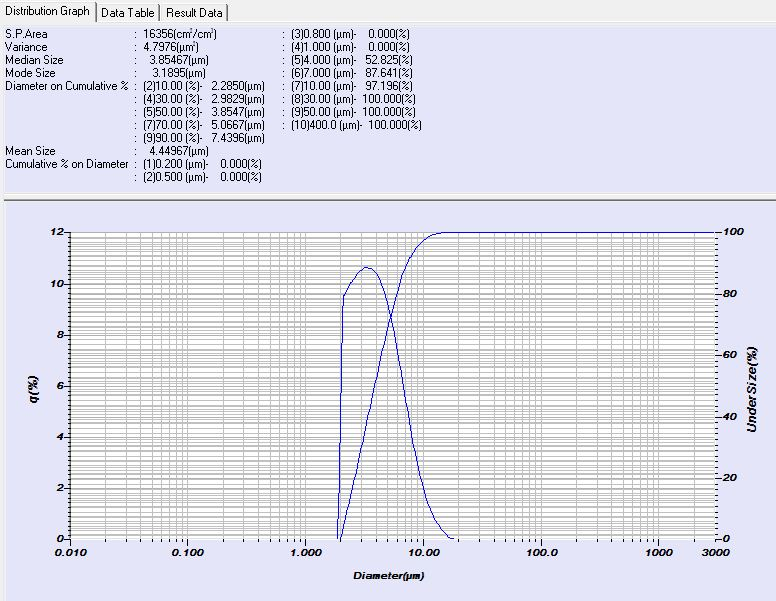 Distribution Graph Data Table Result Data
S.P.Area : 16356(cm²/cm³) : (3)0.800 (µm)- 0.000(%)
Variance : 4.7976(µm²) : (4)1.000 (µm)- 0.000(%)
Median Size : 3.85467(µm) : (5)4.000 (µm)- 52.825(%)
Mode Size : 3.1895(µm) : (6)7.000 (µm)- 87.641(%)
Diameter on Cumulative % : (2)10.00 (%)- 2.2850(µm) : (7)10.00 (µm)- 97.196(%)
: (4)30.00 (%)- 2.9829(µm) : (8)30.00 (µm)- 100.000(%)
: (5)50.00 (%)- 3.8547(µm) : (9)50.00 (µm)- 100.000(%)
: (7)70.00 (%)- 5.0667(µm) : (10)400.0 (µm)- 100.000(%)
: (9)90.00 (%)- 7.4396(µm)
Mean Size : 4.44967(µm)
Cumulative % on Diameter : (1)0.200 (µm)- 0.000(%)
: (2)0.500 (µm)- 0.000(%)
12 100
10
80
8
60
q(%)
UnderSize(%)
6
40
4
20
2
0 0
0.010 0.100 1.000 10.00 100.0 1000 3000
Diameter(µm)